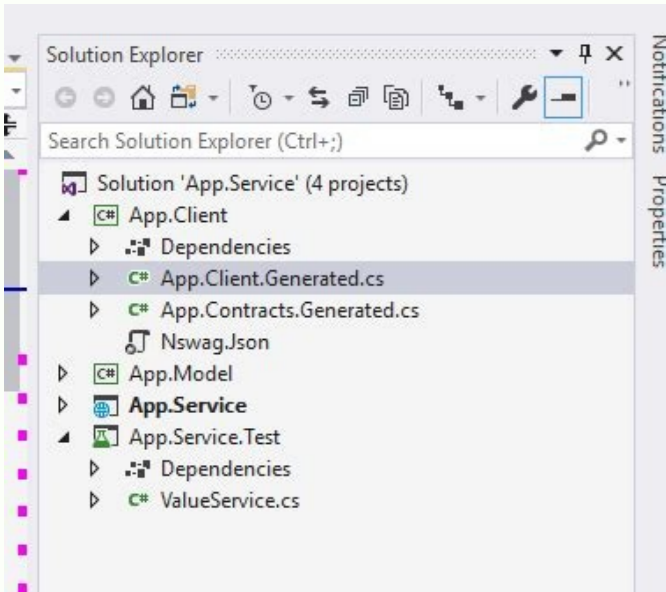 Solution Explorer
Search Solution Explorer (Ctrl+;)
Solution 'App.Service' (4 projects)
C# App.Client
Dependencies
C# App.Client.Generated.cs
C# App.Contracts.Generated.cs
Nswag.Json
C# App.Model
App.Service
App.Service.Test
Dependencies
C# ValueService.cs
Notifications
Properties